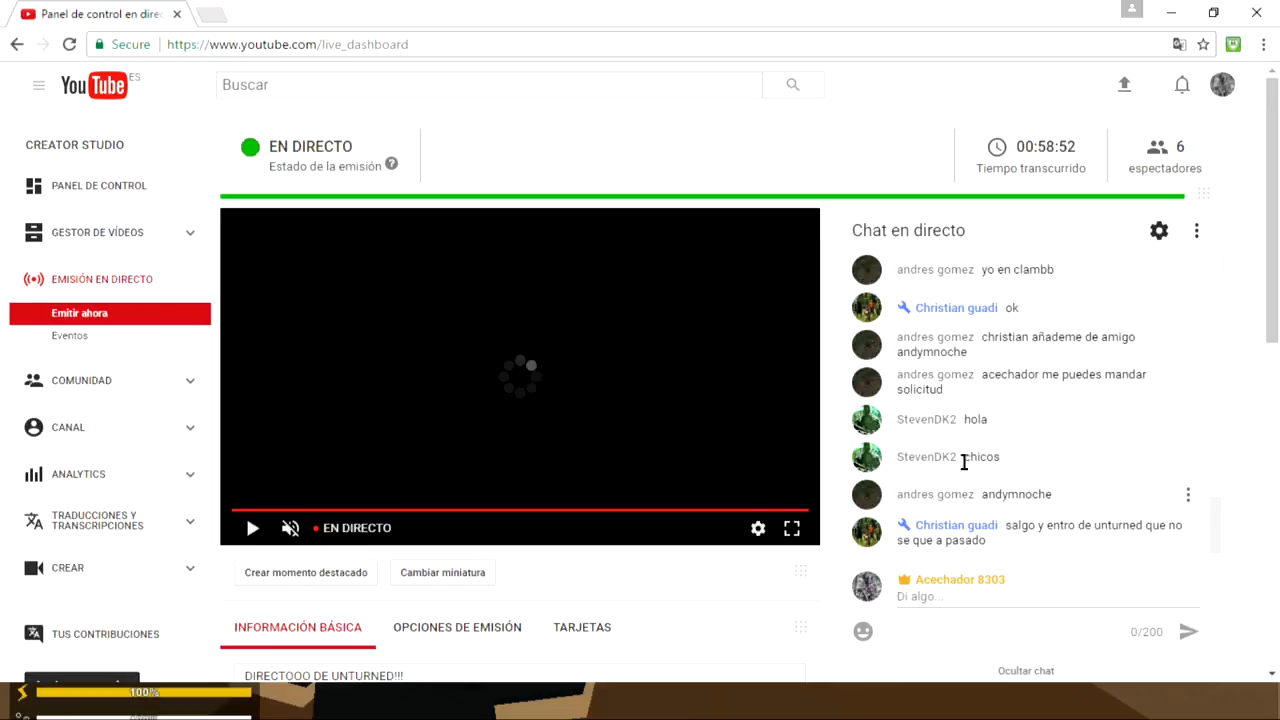 Panel de control en direc
Secure
https://www.youtube.com/live_dashboard
YouTube ES
Buscar
CREATOR STUDIO
PANEL DE CONTROL
GESTOR DE VÍDEOS
EMISIÓN EN DIRECTO
Emitir ahora
Eventos
COMUNIDAD
CANAL
ANALYTICS
TRADUCCIONES Y
TRANSCRIPCIONES
CREAR
TUS CONTRIBUCIONES
EN DIRECTO
Estado de la emisión
00:58:52
Tiempo transcurrido
6
espectadores
EN DIRECTO
Crear momento destacado
Cambiar miniatura
INFORMACIÓN BÁSICA
OPCIONES DE EMISIÓN
TARJETAS
DIRECTOOO DE UNTURNED!!!
Chat en directo
andres gomez yo en clambb
Christian guadi ok
andres gomez christian añademe de amigo
andymnoche
andres gomez acechador me puedes mandar
solicitud
StevenDK2 hola
StevenDK2 chicos
andres gomez andymnoche
Christian guadi salgo y entro de unturned que no
se que a pasado
Acechador 8303
Di algo...
0/200
Ocultar chat
100%